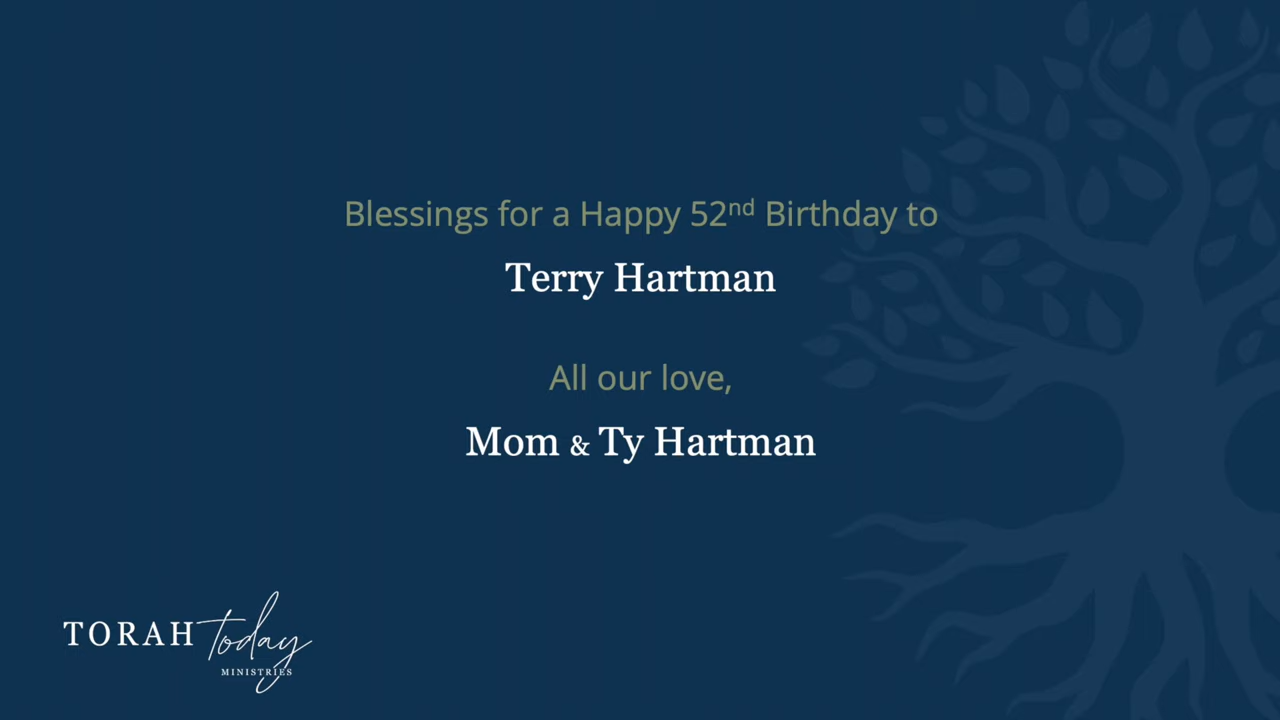 Blessings for a Happy 52nd Birthday to
Terry Hartman
All our love,
Mom & Ty Hartman
TORAH today
MINISTRIES